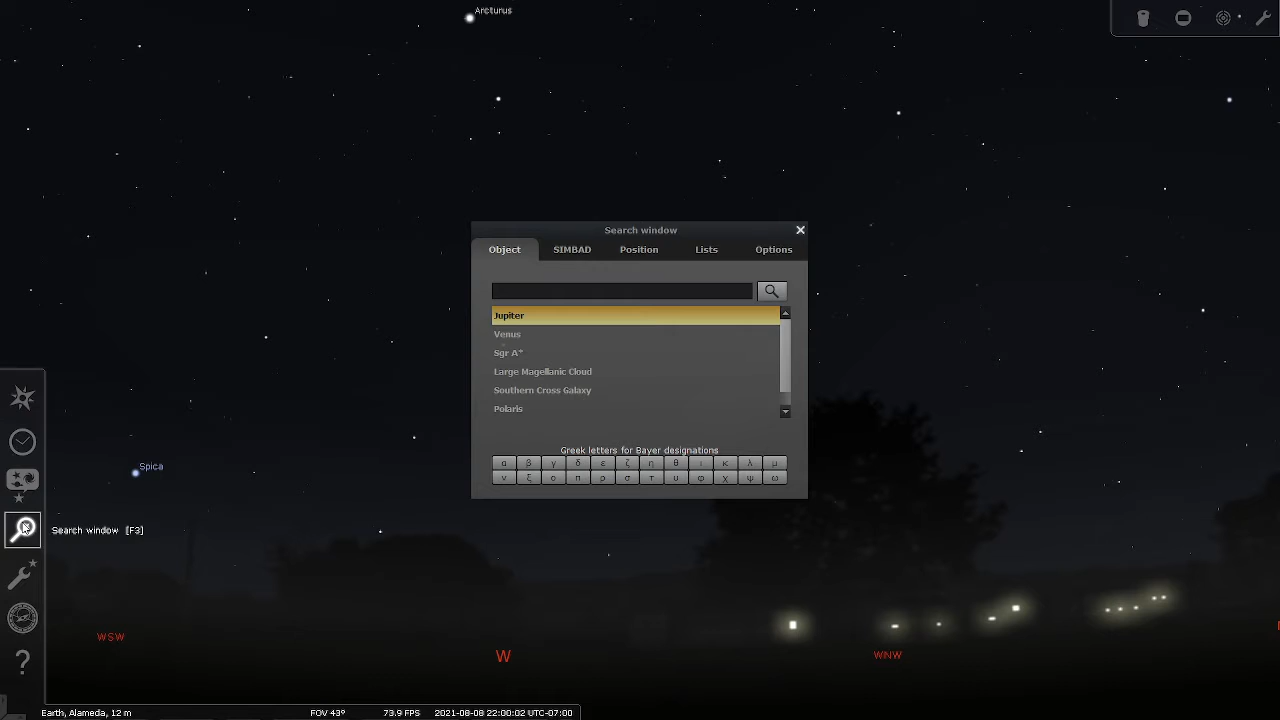 Arcturus
Search window
Object SIMBAD Position Lists Options
Jupiter
Venus
Sgr A*
Large Magellanic Cloud
Southern Cross Galaxy
Polaris
Greek letters for Bayer designations
α β γ δ ε ζ η θ ι κ λ μ
ν ξ ο π ρ σ τ υ φ χ ψ ω
Spica
Search window [F3]
WSW
W
WNW
Earth, Alameda, 12 m FOV 43° 73.9 FPS 2021-08-08 22:00:02 UTC-07:00